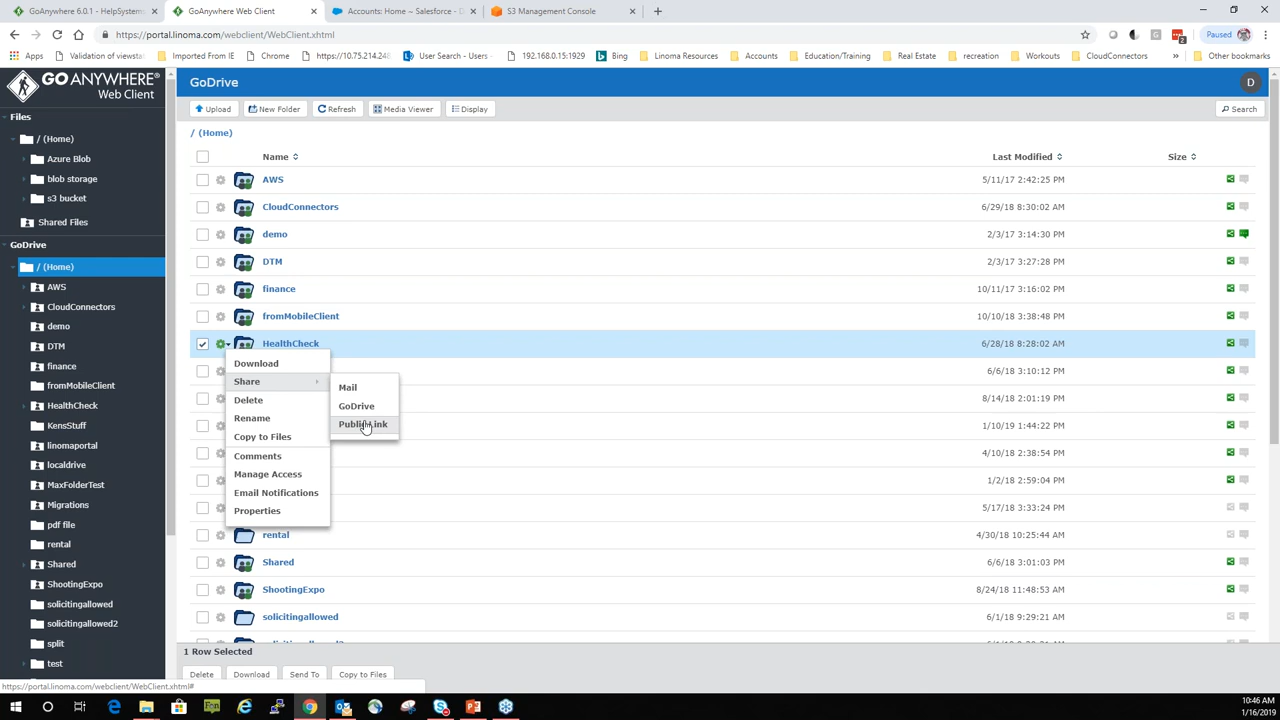 GoAnywhere 6.0.1 - HelpSystem
GoAnywhere Web Client
Accounts: Home ~ Salesforce - D
S3 Management Console
https://portal.linoma.com/webclient/WebClient.xhtml
Paused
Apps
Validation of viewstat
Imported From IE
Chrome
https://10.75.214.248
User Search - Users -
192.168.0.15:1929
Bing
Linoma Resources
Accounts
Education/Training
Real Estate
recreation
Workouts
CloudConnectors
»
Other bookmarks
GO ANYWHERE®
Web Client
GoDrive
D
Files
/ (Home)
Azure Blob
blob storage
s3 bucket
Shared Files
GoDrive
/ (Home)
AWS
CloudConnectors
demo
DTM
finance
fromMobileClient
HealthCheck
KensStuff
linomaportal
localdrive
MaxFolderTest
Migrations
pdf file
rental
Shared
ShootingExpo
solicitingallowed
solicitingallowed2
split
test
Upload
New Folder
Refresh
Media Viewer
Display
Search
/ (Home)
Name
Last Modified
Size
AWS
5/11/17 2:42:25 PM
CloudConnectors
6/29/18 8:30:02 AM
demo
2/3/17 3:14:30 PM
DTM
2/3/17 3:27:28 PM
finance
10/11/17 3:16:02 PM
fromMobileClient
10/10/18 3:38:48 PM
HealthCheck
6/28/18 8:28:02 AM
6/6/18 3:10:12 PM
8/14/18 2:01:19 PM
1/10/19 1:44:22 PM
4/10/18 2:38:54 PM
1/2/18 2:59:04 PM
5/17/18 3:33:24 PM
rental
4/30/18 10:25:44 AM
Shared
6/6/18 3:01:03 PM
ShootingExpo
8/24/18 11:48:53 AM
solicitingallowed
6/1/18 9:29:21 AM
Download
Share
Delete
Rename
Copy to Files
Comments
Manage Access
Email Notifications
Properties
Mail
GoDrive
Public Link
1 Row Selected
Delete
Download
Send To
Copy to Files
https://portal.linoma.com/webclient/WebClient.xhtml#
10:46 AM
1/16/2019